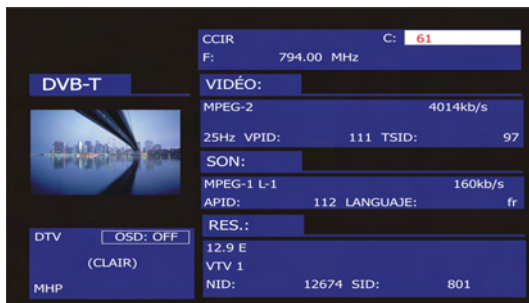 CCIR C: 61
F: 794.00 MHz
DVB-T
VIDÉO:
MPEG-2 4014kb/s
25Hz VPID: 111 TSID: 97
SON:
MPEG-1 L-1 160kb/s
APID: 112 LANGUAJE: fr
RES.:
12.9 E
VTV 1
NID: 12674 SID: 801
DTV OSD: OFF
(CLAIR)
MHP